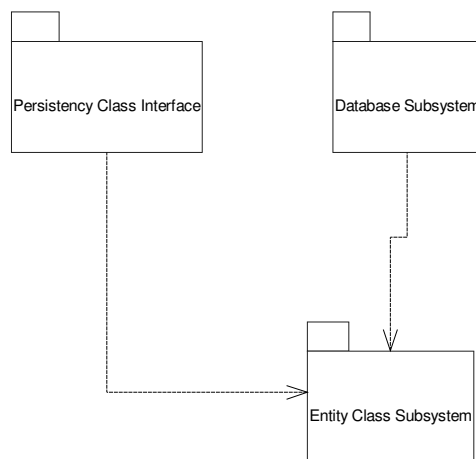 Persistency Class Interface
Database Subsystem
Entity Class Subsystem